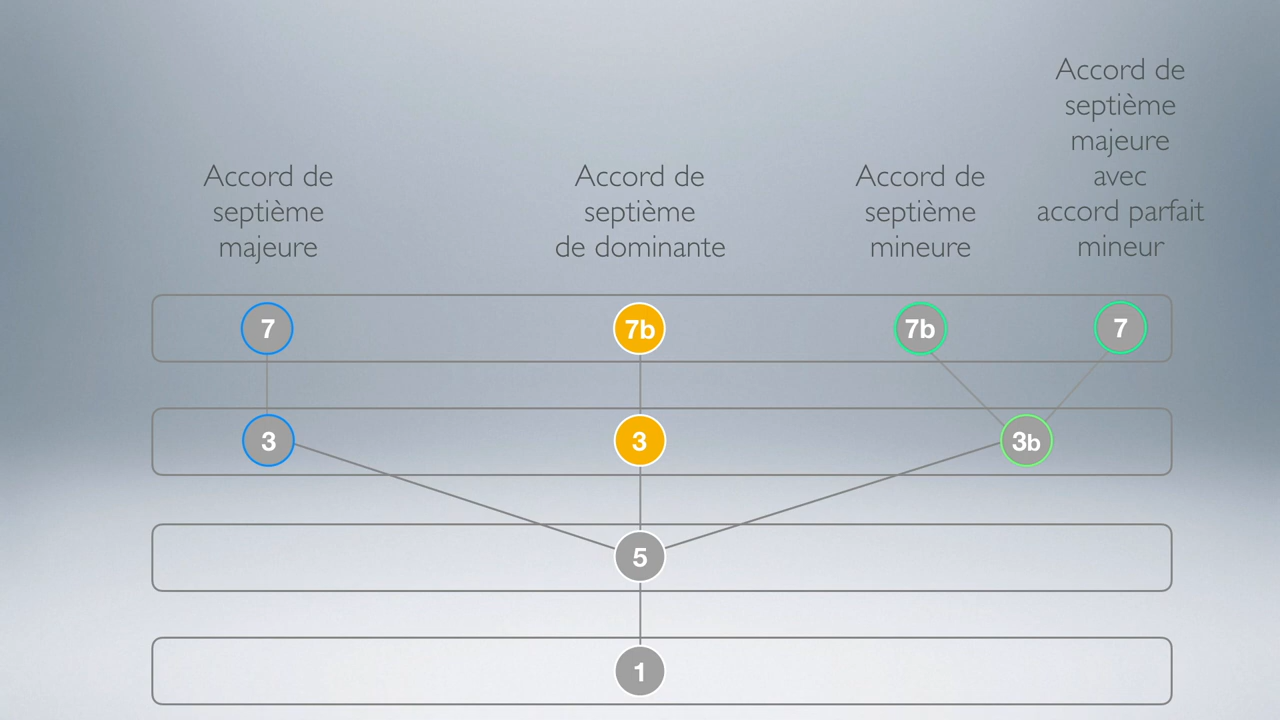 Accord de
septième
majeure
Accord de
septième
de dominante
Accord de
septième
mineure
Accord de
septième
majeure
avec
accord parfait
mineur
7
7b
7b
7
3
3
3b
5
1